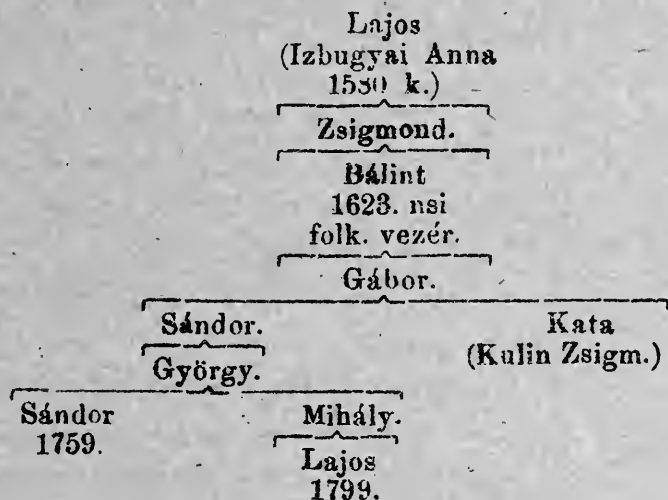 Lajos
(Izbugyai Anna
1580 k.)
Zsigmond.
Bálint
1623. nsi
folk. vezér.
Gábor.
Sándor. Kata
György. (Kulin Zsigm.)
Sándor Mihály.
1759. Lajos
1799.